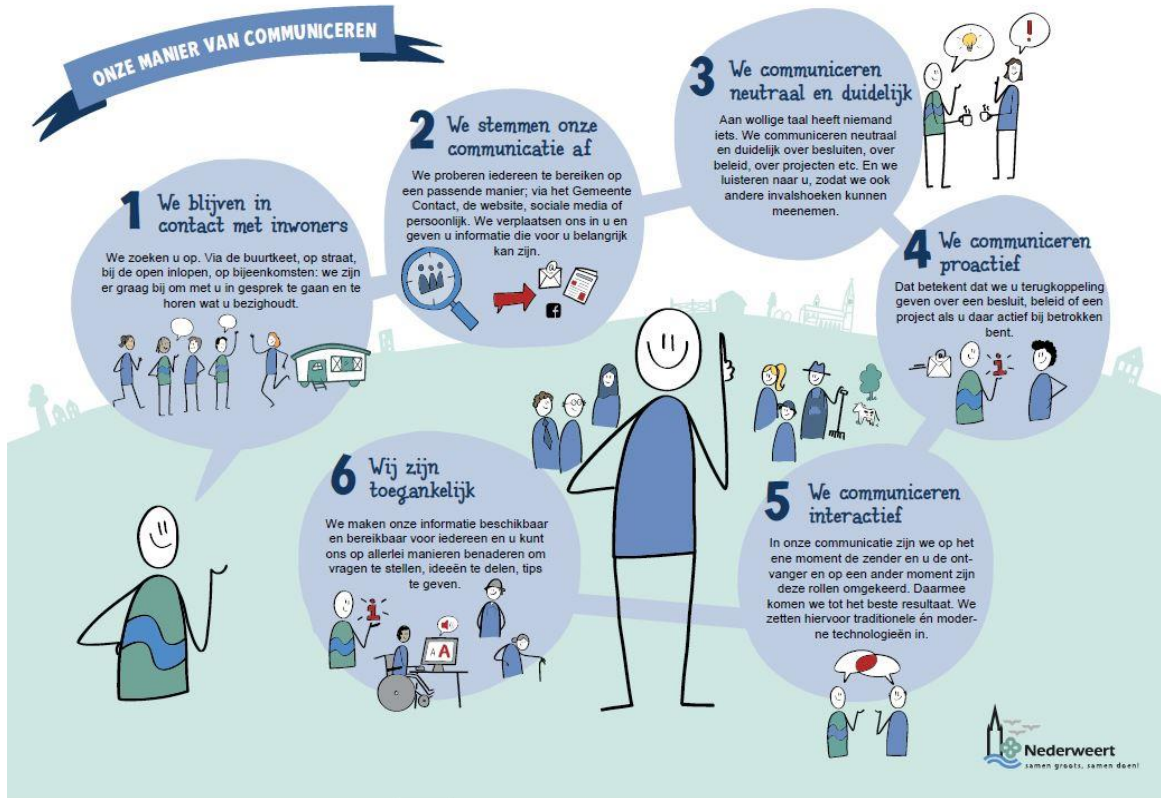 ONZE MANIER VAN COMMUNICEREN
1 We blijven in
contact met inwoners
We zoeken u op. Via de buurtkeet, op straat,
bij de open inlopen, op bijeenkomsten: we zijn
er graag bij om met u in gesprek te gaan en te
horen wat u bezighoudt.
2 We stemmen onze
communicatie af
We proberen iedereen te bereiken op
een passende manier; via het Gemeente
Contact, de website, sociale media of
persoonlijk. We verplaatsen ons in u en
geven u informatie die voor u belangrijk
kan zijn.
f
3 We communiceren
neutraal en duidelijk
Aan wollige taal heeft niemand
iets. We communiceren neutraal
en duidelijk over besluiten, over
beleid, over projecten etc. En we
luisteren naar u, zodat we ook
andere invalshoeken kunnen
meenemen.
!
4 We communiceren
proactief
Dat betekent dat we u terugkoppeling
geven over een besluit, beleid of een
project als u daar actief bij betrokken
bent.
i
5 We communiceren
interactief
In onze communicatie zijn we op het
ene moment de zender en u de ont-
vanger en op een ander moment zijn
deze rollen omgekeerd. Daarmee
komen we tot het beste resultaat. We
zetten hiervoor traditionele én moder-
ne technologieën in.
6 Wij zijn
toegankelijk
We maken onze informatie beschikbaar
en bereikbaar voor iedereen en u kunt
ons op allerlei manieren benaderen om
vragen te stellen, ideeën te delen, tips
te geven.
i
A A
Nederweert
samen groots, samen doen!